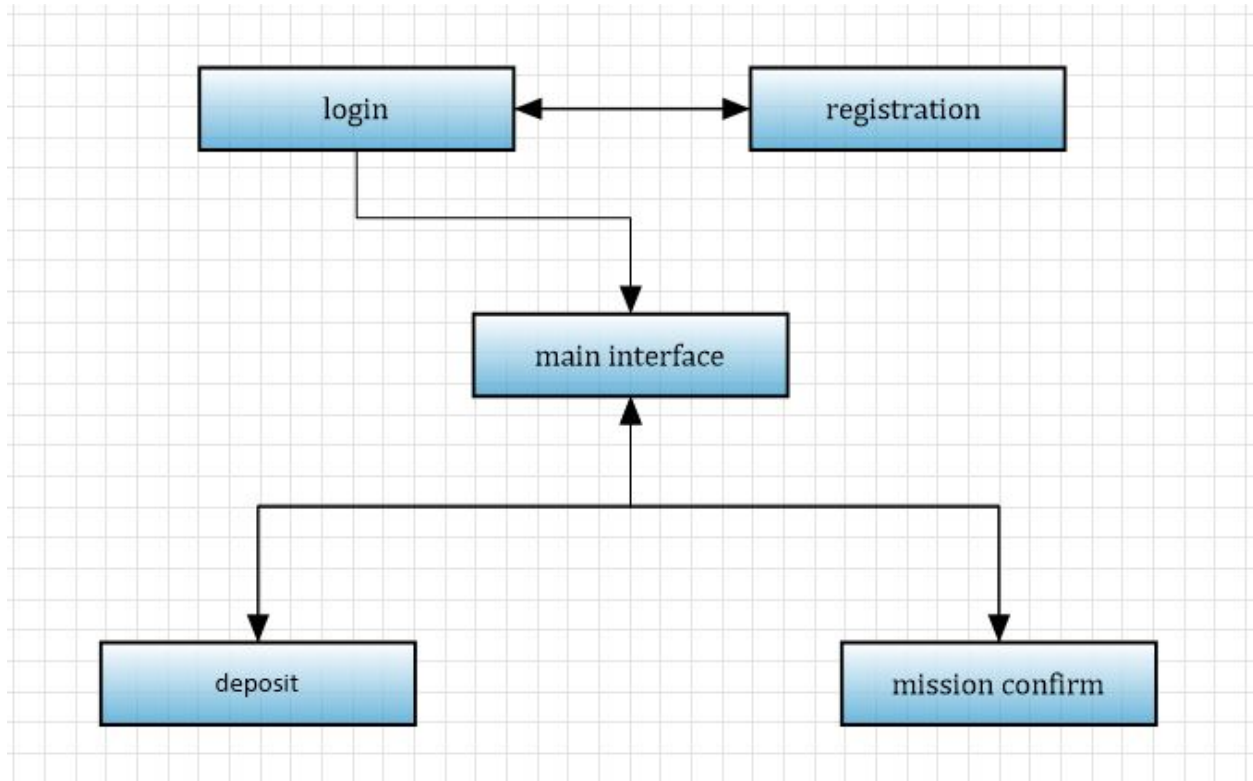 login
registration
main interface
deposit
mission confirm